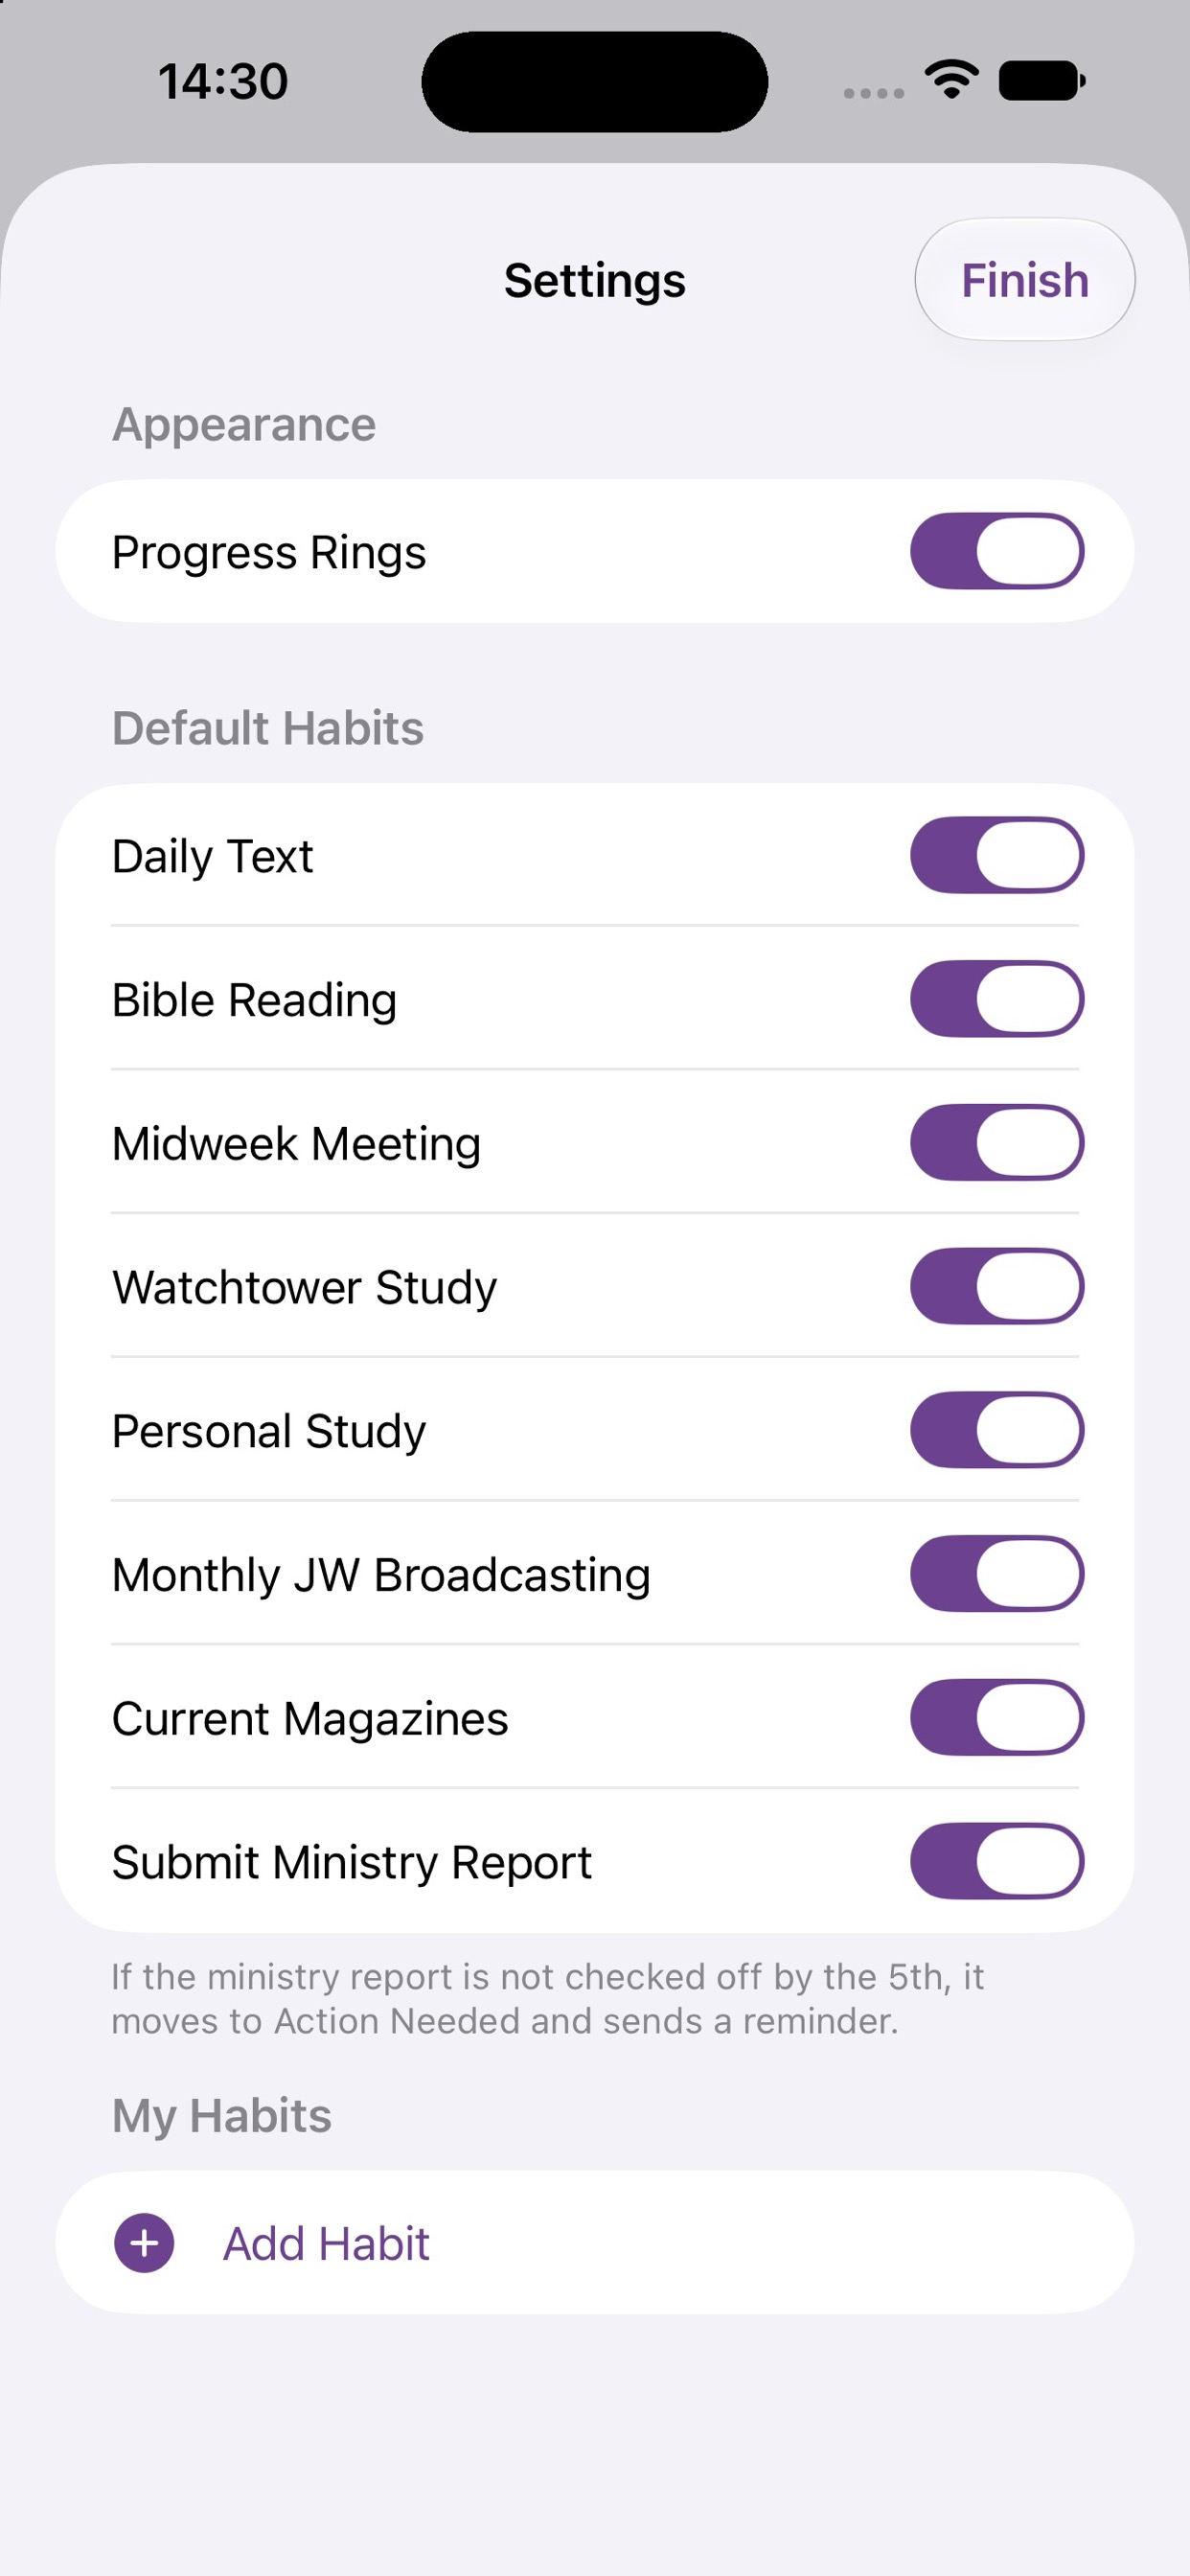 14:30
Settings
Finish
Appearance
Progress Rings
Default Habits
Daily Text
Bible Reading
Midweek Meeting
Watchtower Study
Personal Study
Monthly JW Broadcasting
Current Magazines
Submit Ministry Report
If the ministry report is not checked off by the 5th, it
moves to Action Needed and sends a reminder.
My Habits
Add Habit